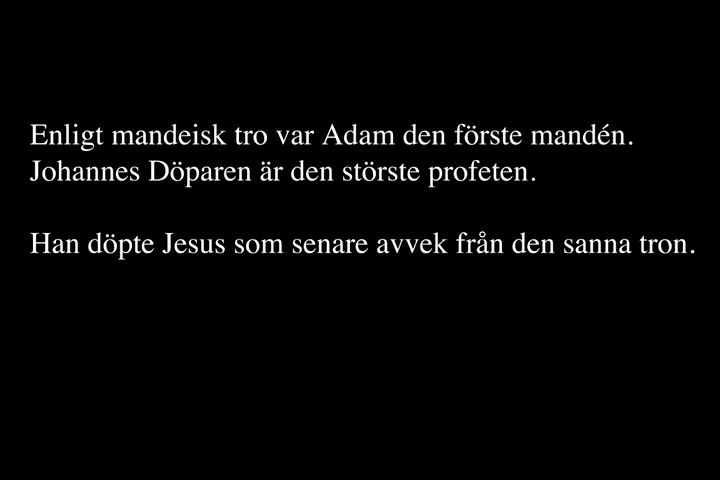 Enligt mandeisk tro var Adam den förste mandén.
Johannes Döparen är den störste profeten.
Han döpte Jesus som senare avvek från den sanna tron.